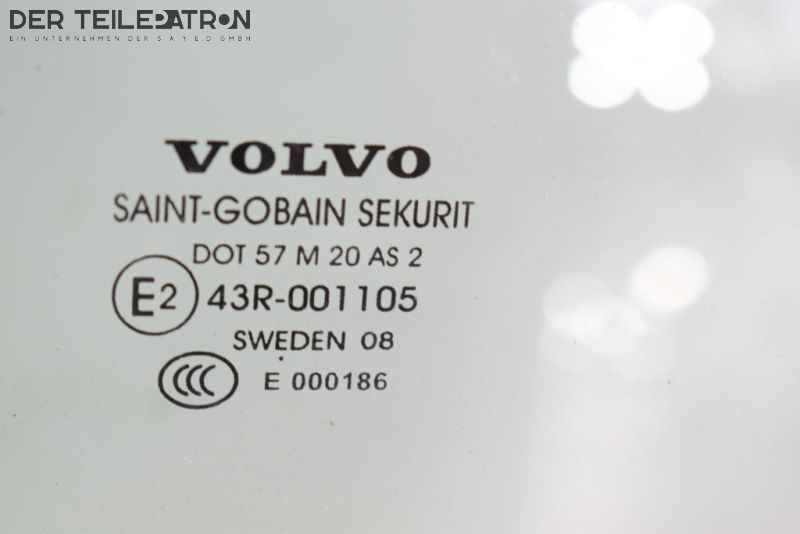 DER TEILEPATRON
EIN UNTERNEHMEN DER S A Y E.D GMBH
VOLVO
SAINT-GOBAIN SEKURIT
DOT 57 M 20 AS 2
E2 43R-001105
SWEDEN 08
CCC E 000186